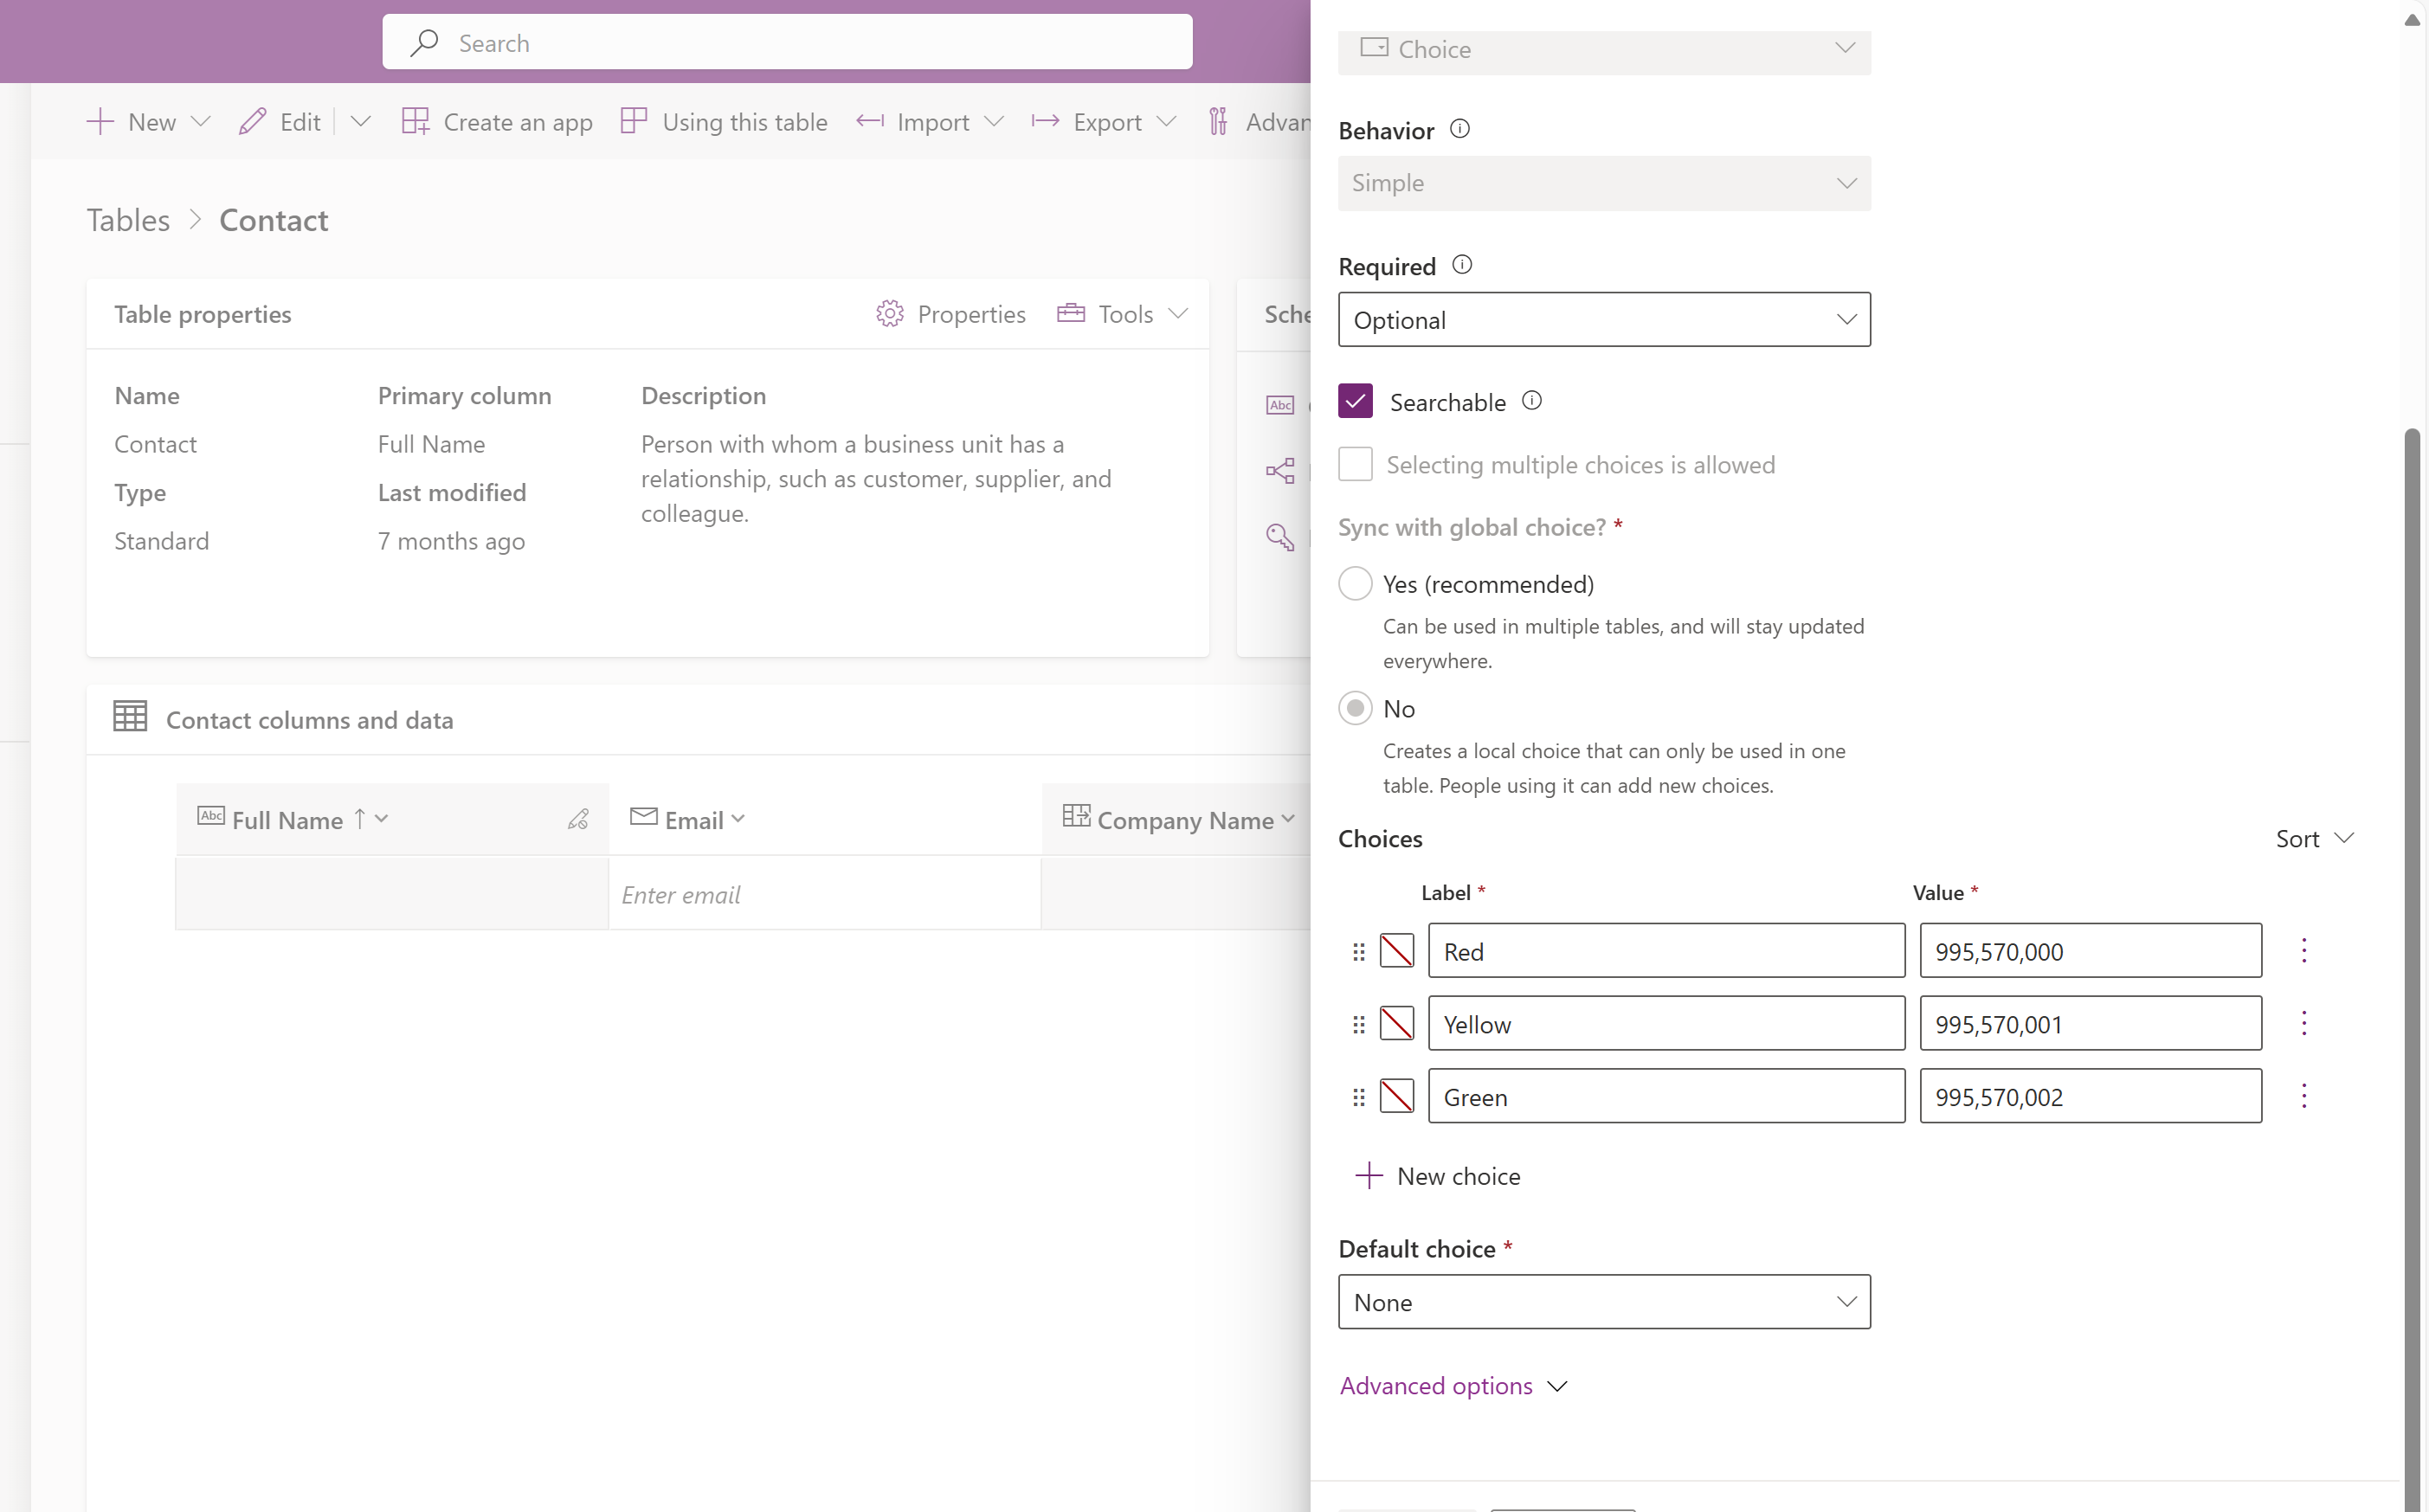 Search
New
Edit
Create an app
Using this table
Import
Export
Tables > Contact
Table properties
Properties
Tools
Name
Primary column
Description
Contact
Full Name
Person with whom a business unit has a
relationship, such as customer, supplier, and
colleague.
Type
Last modified
Standard
7 months ago
Abc
Contact columns and data
Abc Full Name
Email
Company Name
Enter email
Choice
Behavior
Simple
Required
Optional
Searchable
Selecting multiple choices is allowed
Sync with global choice? *
Yes (recommended)
Can be used in multiple tables, and will stay updated
everywhere.
No
Creates a local choice that can only be used in one
table. People using it can add new choices.
Choices
Sort
Label *
Value *
Red
995,570,000
Yellow
995,570,001
Green
995,570,002
New choice
Default choice *
None
Advanced options